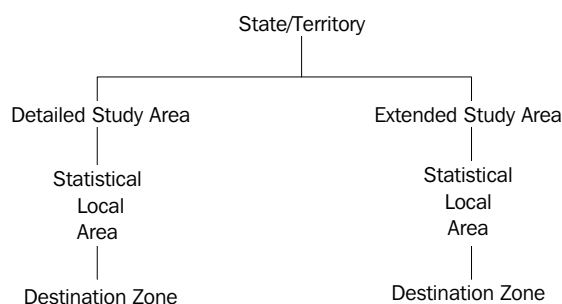 State/Territory
Detailed Study Area
Extended Study Area
Statistical
Local
Area
Statistical
Local
Area
Destination Zone
Destination Zone